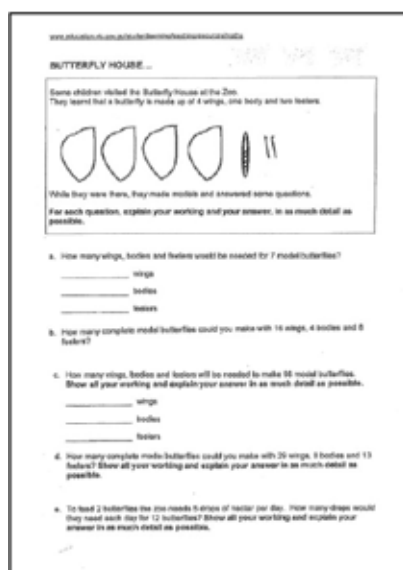 BUTTERFLY HOUSE...
Some children visited the Butterfly House at the Zoo.
They learnt that a butterfly is made up of 4 wings, one body and two feelers
While they were there, they made models and answered some questions.
For each question, explain your working and your answer, in as much detail as
possible.
a. How many wings, bodies and feelers would be needed for 7 model butterflies?
wings
bodies
feelers
b. How many complete model butterflies could you make with 16 wings, 4 bodies and 8
feelers?
c. How many wings, bodies and feelers will be needed to make 98 model butterflies.
Show all your working and explain your answer in as much detail as possible.
wings
bodies
feelers
d. How many complete model butterflies could you make with 29 wings, 8 bodies and 13
feelers? Show all your working and explain your answer in as much detail as
possible.
e. To feed 2 butterflies the zoo needs 5 drops of nectar per day. How many drops would
they need each day for 12 butterflies? Show all your working and explain your
answer in as much detail as possible.